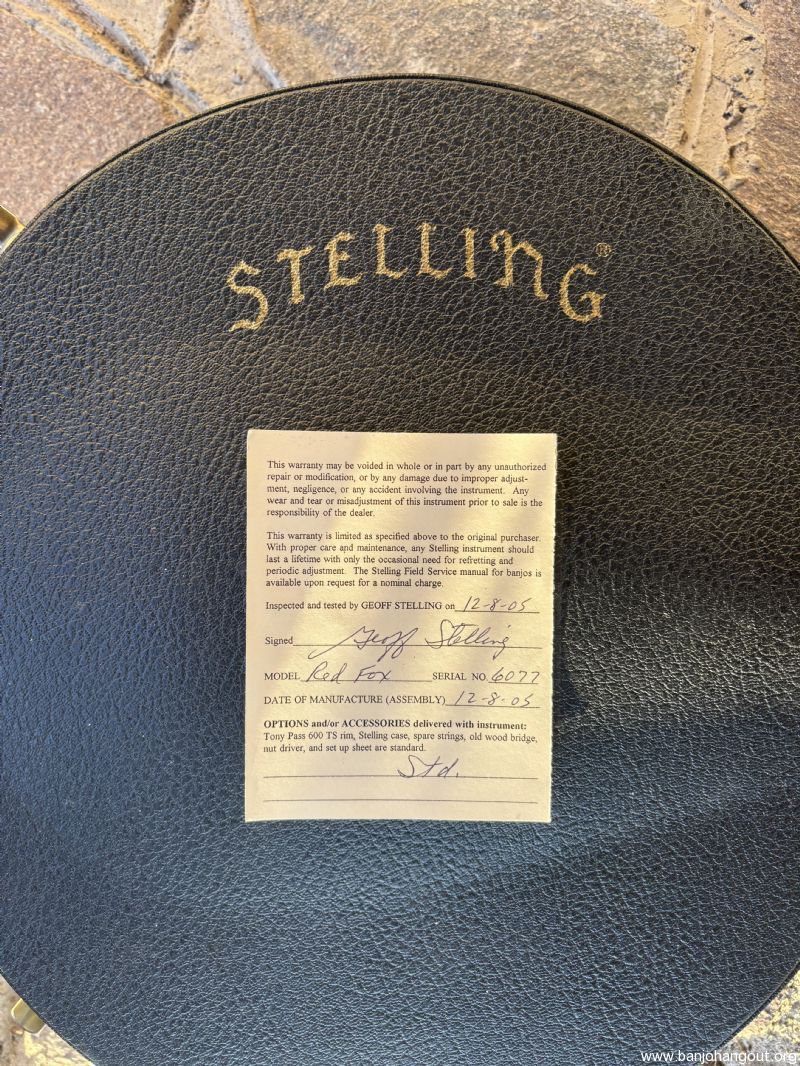 STELLING®
This warranty may be voided in whole or in part by any unauthorized
repair or modification, or by any damage due to improper adjust-
ment, negligence, or any accident involving the instrument. Any
wear and tear or misadjustment of this instrument prior to sale is the
responsibility of the dealer.
This warranty is limited as specified above to the original purchaser.
With proper care and maintenance, any Stelling instrument should
last a lifetime with only the occasional need for refretting and
periodic adjustment. The Stelling Field Service manual for banjos is
available upon request for a nominal charge.
Inspected and tested by GEOFF STELLING on 12-8-05
Signed Geoff Stelling
MODEL Red Fox SERIAL NO. 6077
DATE OF MANUFACTURE (ASSEMBLY) 12-8-05
OPTIONS and/or ACCESSORIES delivered with instrument:
Tony Pass 600 TS rim, Stelling case, spare strings, old wood bridge,
nut driver, and set up sheet are standard.
Std.
www.banjohangout.org